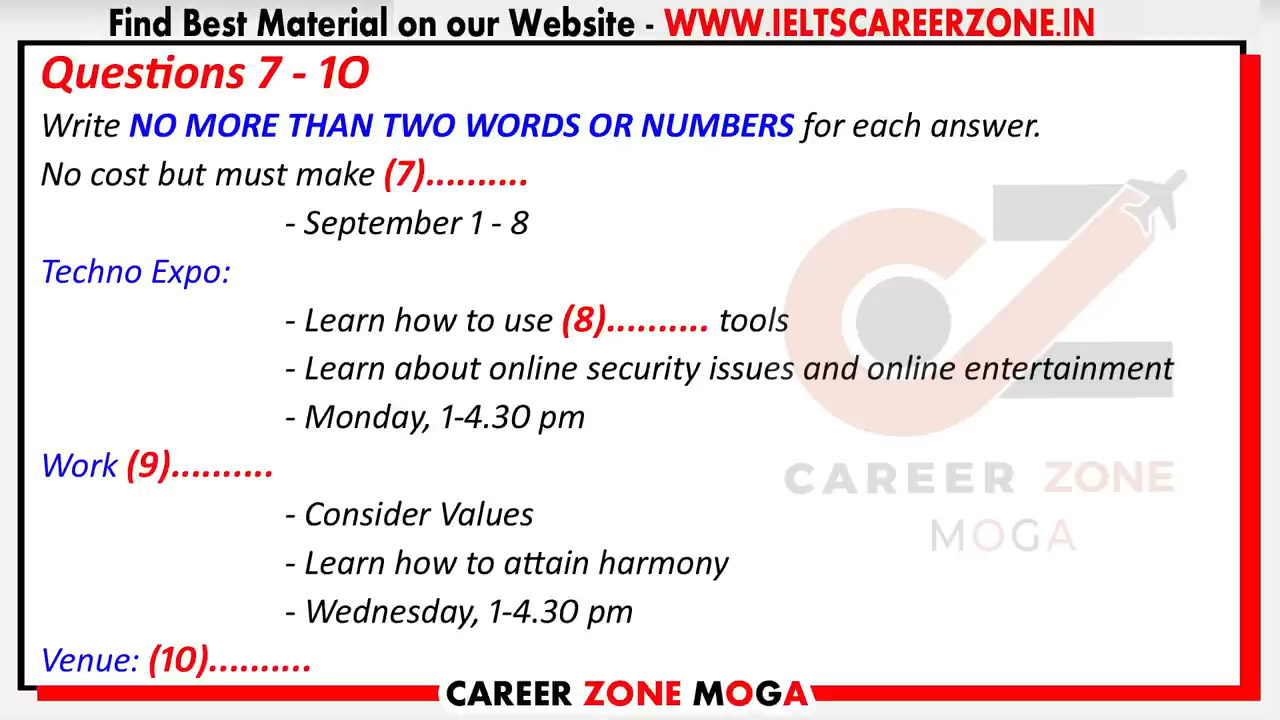 Find Best Material on our Website - WWW.IELTSCAREERZONE.IN
Questions 7 - 10
Write NO MORE THAN TWO WORDS OR NUMBERS for each answer.
No cost but must make (7)..........
- September 1 - 8
Techno Expo:
- Learn how to use (8).......... tools
- Learn about online security issues and online entertainment
- Monday, 1-4.30 pm
Work (9)..........
- Consider Values
- Learn how to attain harmony
- Wednesday, 1-4.30 pm
Venue: (10)..........
CAREER ZONE
MOGA
CAREER ZONE MOGA